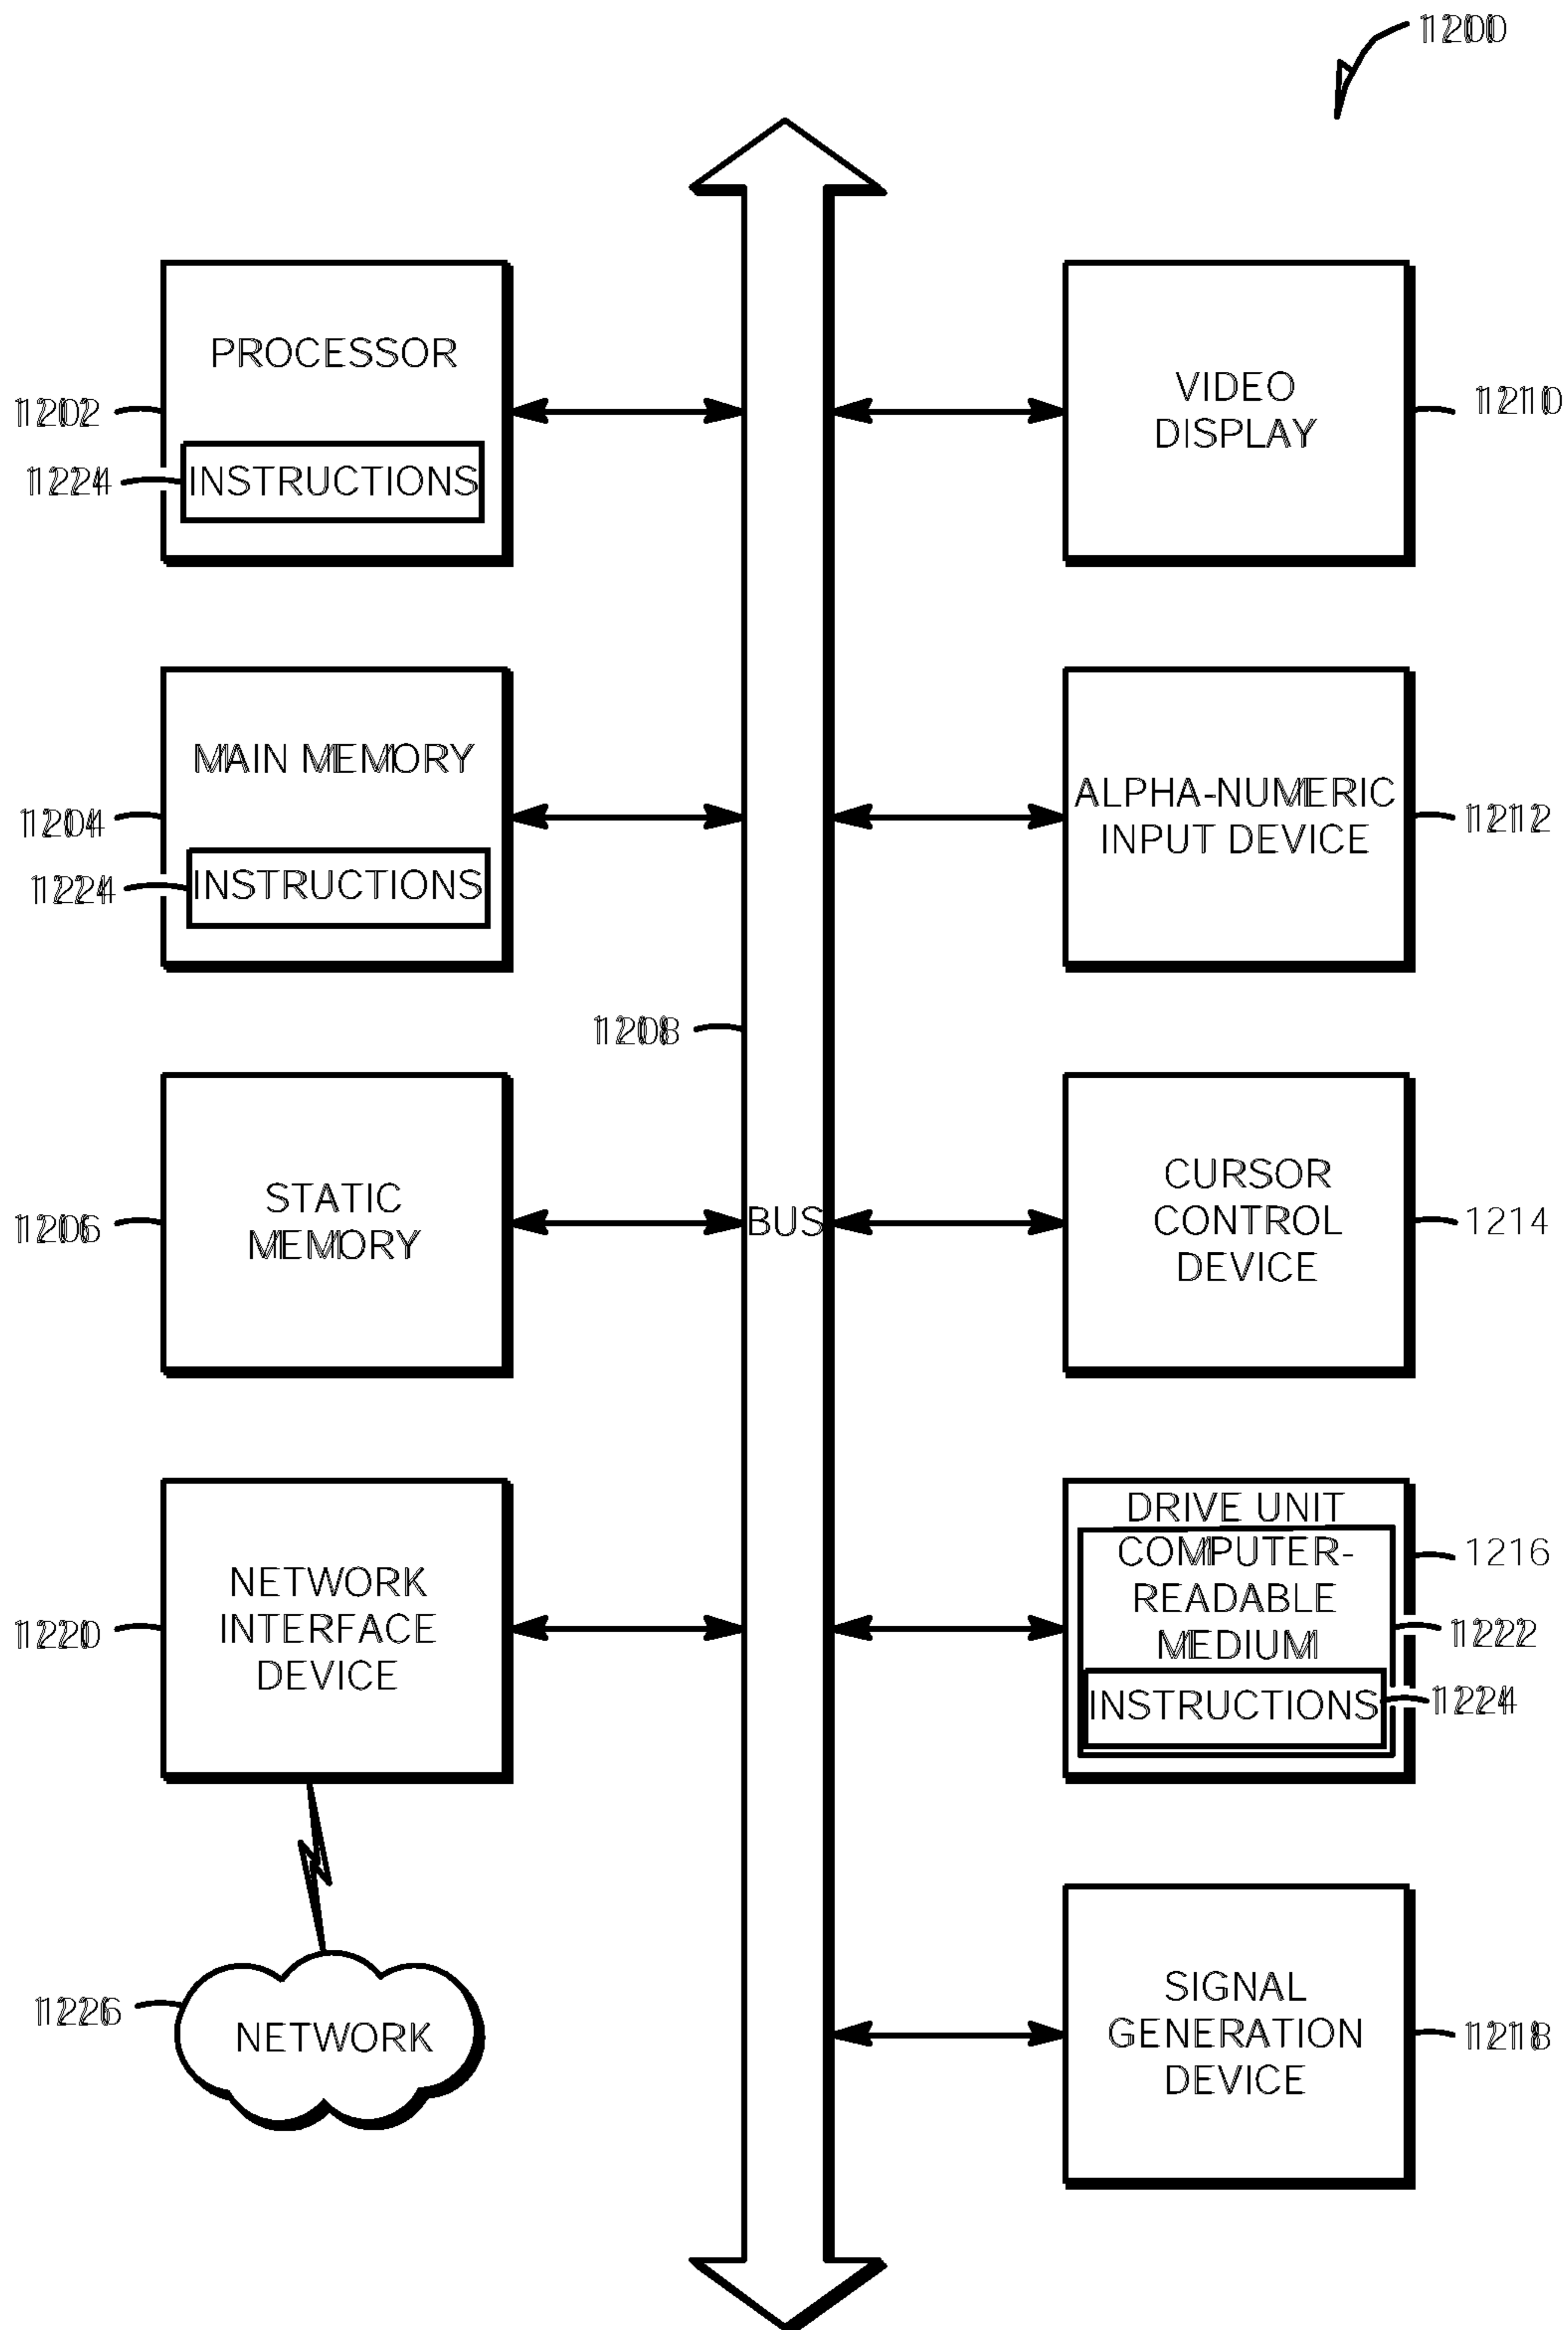 1200
PROCESSOR
1202
1224
INSTRUCTIONS
VIDEO
DISPLAY
1210
MAIN MEMORY
1204
1224
INSTRUCTIONS
ALPHA-NUMERIC
INPUT DEVICE
1212
1208
STATIC
MEMORY
1206
BUS
CURSOR
CONTROL
DEVICE
1214
NETWORK
INTERFACE
DEVICE
1220
DRIVE UNIT
COMPUTER-
READABLE
MEDIUM
INSTRUCTIONS
1216
1222
1224
1226
NETWORK
SIGNAL
GENERATION
DEVICE
1218